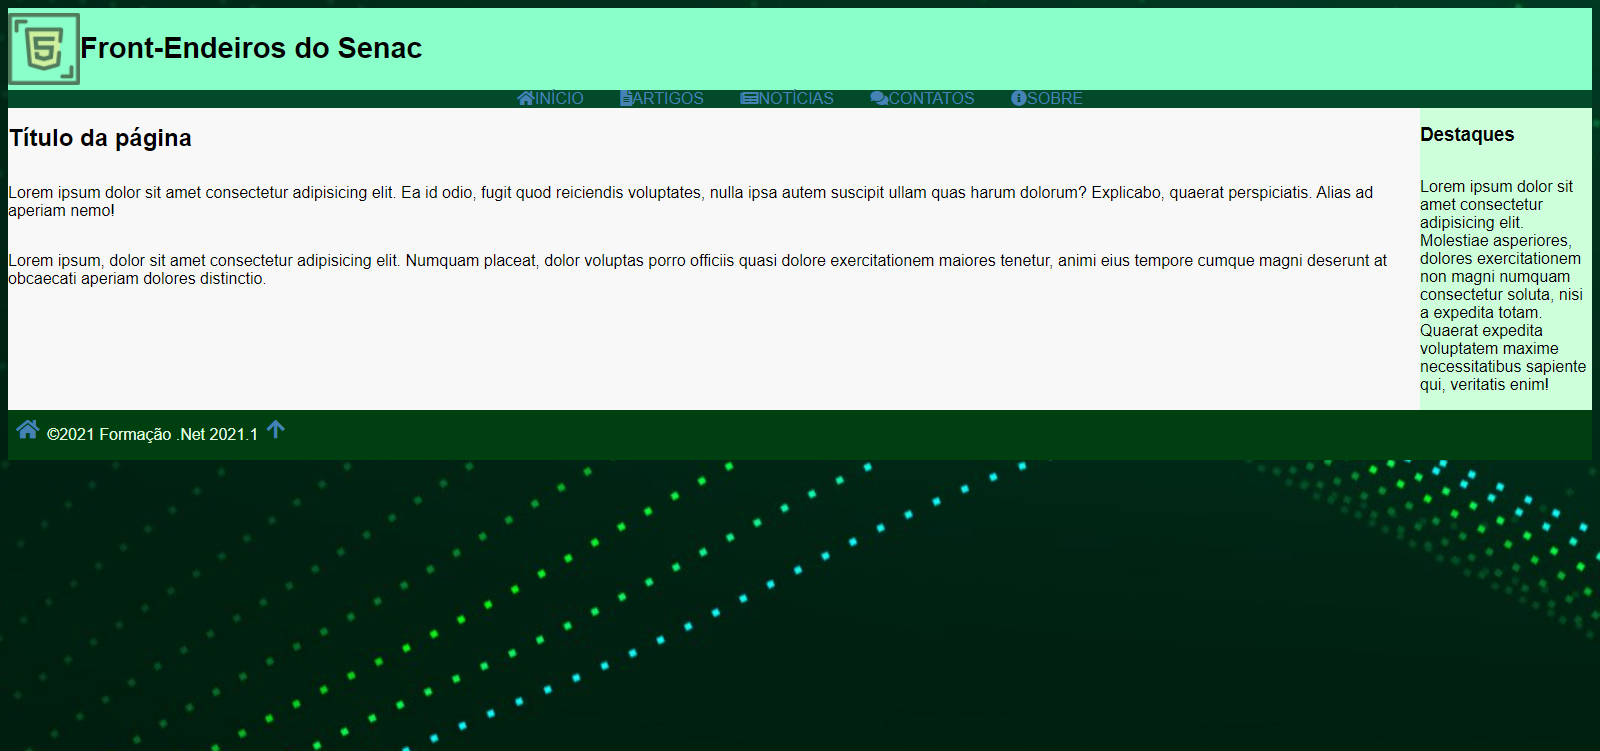 5
Front-Endeiros do Senac
INÍCIO ARTIGOS NOTÍCIAS CONTATOS SOBRE
Título da página
Lorem ipsum dolor sit amet consectetur adipisicing elit. Ea id odio, fugit quod reiciendis voluptates, nulla ipsa autem suscipit ullam quas harum dolorum? Explicabo, quaerat perspiciatis. Alias ad
aperiam nemo!
Lorem ipsum, dolor sit amet consectetur adipisicing elit. Numquam placeat, dolor voluptas porro officiis quasi dolore exercitationem maiores tenetur, animi eius tempore cumque magni deserunt at
obcaecati aperiam dolores distinctio.
Destaques
Lorem ipsum dolor sit
amet consectetur
adipisicing elit.
Molestiae asperiores,
dolores exercitationem
non magni numquam
consectetur soluta, nisi
a expedita totam.
Quaerat expedita
voluptatem maxime
necessitatibus sapiente
qui, veritatis enim!
©2021 Formação .Net 2021.1